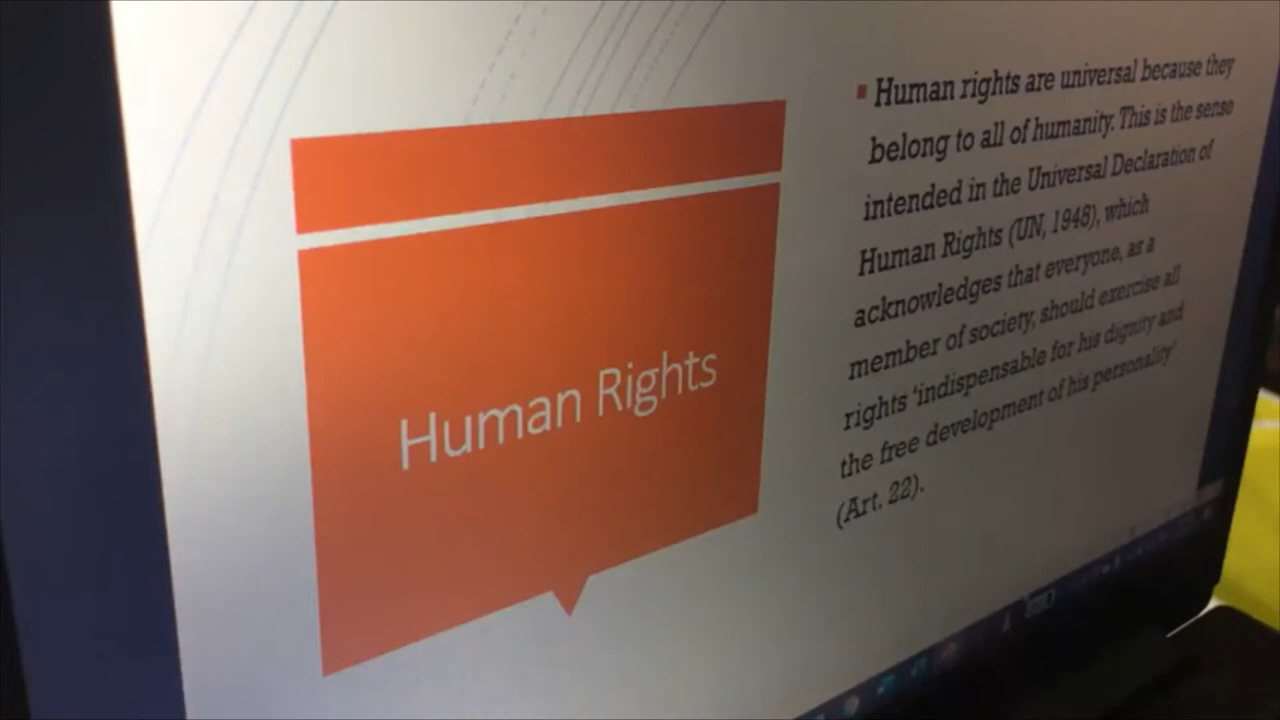 Human Rights
Human rights are universal because they
belong to all of humanity. This is the sense
intended in the Universal Declaration of
Human Rights (UN, 1948), which
acknowledges that everyone, as a
member of society, should exercise all
rights ‘indispensable for his dignity and
the free development of his personality’
(Art. 22).